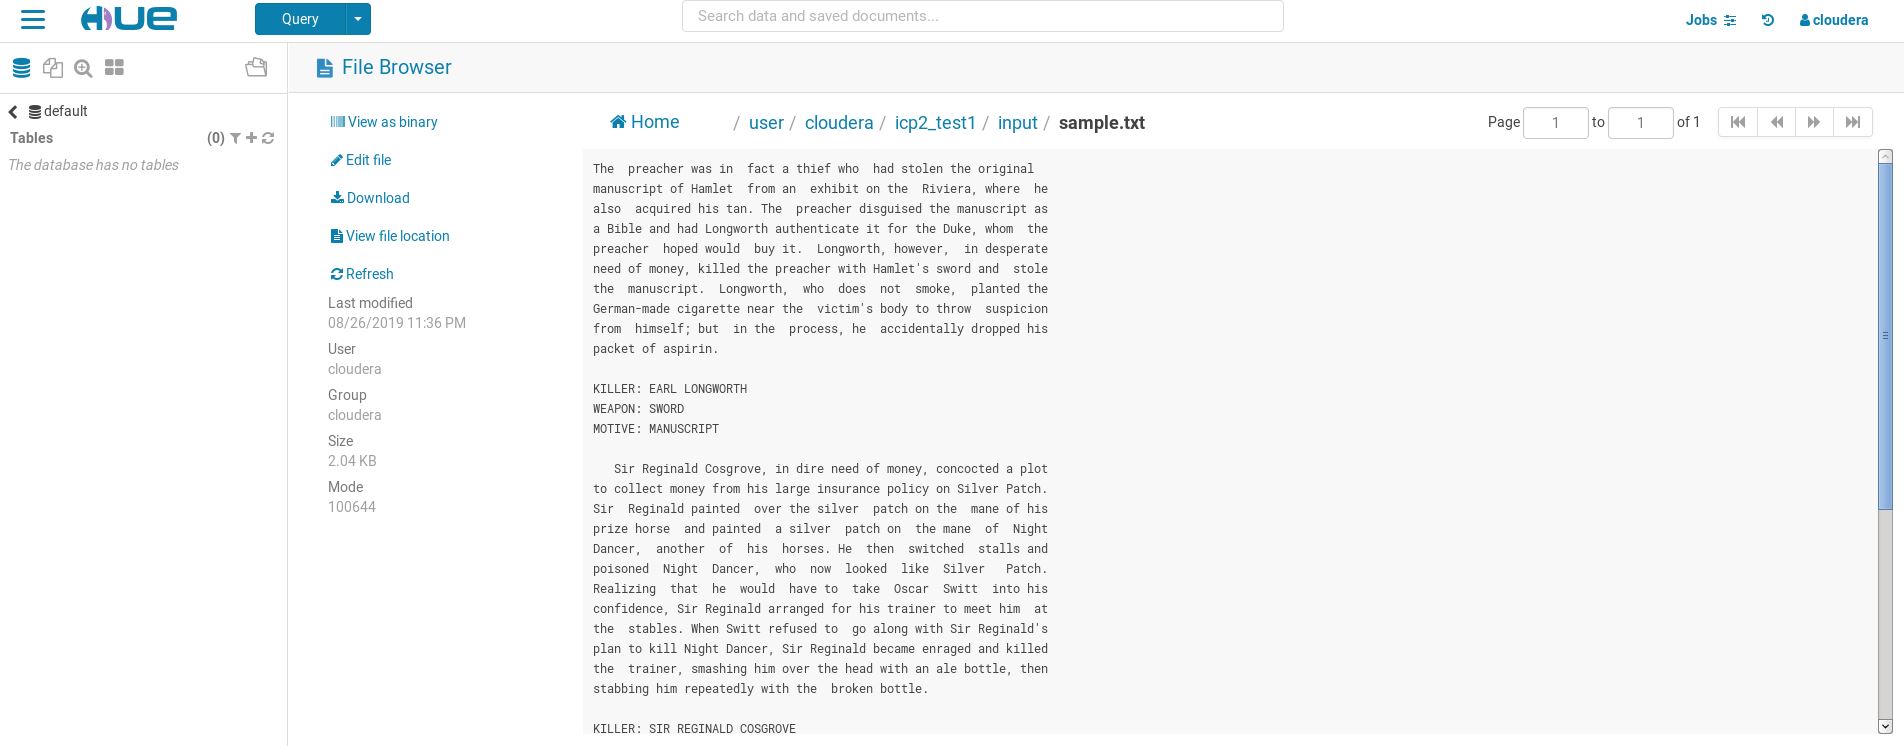 HUE
Query
Search data and saved documents...
Jobs
cloudera
File Browser
default
Tables (0)
The database has no tables
View as binary
Edit file
Download
View file location
Refresh
Last modified
08/26/2019 11:36 PM
User
cloudera
Group
cloudera
Size
2.04 KB
Mode
100644
Home / user / cloudera / icp2_test1 / input / sample.txt
Page 1 to 1 of 1
The  preacher was in  fact a thief who  had stolen the original
manuscript of Hamlet  from an  exhibit on the  Riviera, where  he
also  acquired his tan. The  preacher disguised the manuscript as
a Bible and had Longworth authenticate it for the Duke, whom  the
preacher  hoped would  buy it.  Longworth, however,  in desperate
need of money, killed the preacher with Hamlet's sword and  stole
the  manuscript.  Longworth,  who  does  not  smoke,  planted the
German-made cigarette near the  victim's body to throw  suspicion
from  himself; but  in the  process, he  accidentally dropped his
packet of aspirin.
KILLER: EARL LONGWORTH
WEAPON: SWORD
MOTIVE: MANUSCRIPT
Sir Reginald Cosgrove, in dire need of money, concocted a plot
to collect money from his large insurance policy on Silver Patch.
Sir  Reginald painted  over the silver  patch on the  mane of his
prize horse  and painted  a silver  patch on  the mane  of  Night
Dancer,  another  of  his  horses. He  then  switched  stalls and
poisoned  Night  Dancer,  who  now  looked  like  Silver   Patch.
Realizing  that  he  would  have to  take  Oscar  Switt  into his
confidence, Sir Reginald arranged for his trainer to meet him  at
the  stables. When Switt refused to  go along with Sir Reginald's
plan to kill Night Dancer, Sir Reginald became enraged and killed
the  trainer, smashing him over the head with an ale bottle, then
stabbing him repeatedly with the  broken bottle.
KILLER: SIR REGINALD COSGROVE